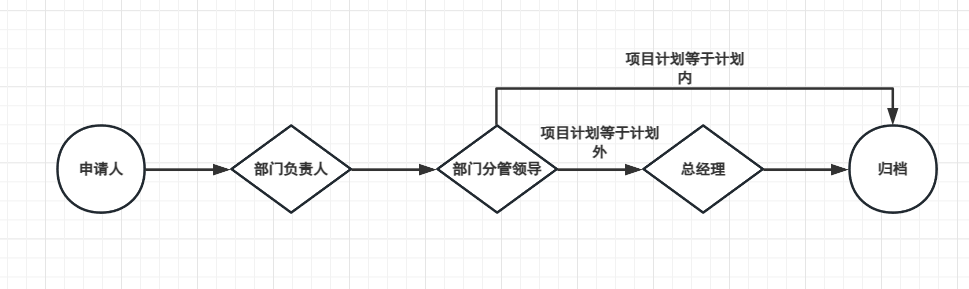 项目计划等于计划
内
项目计划等于计划
外
申请人
部门负责人
部门分管领导
总经理
归档